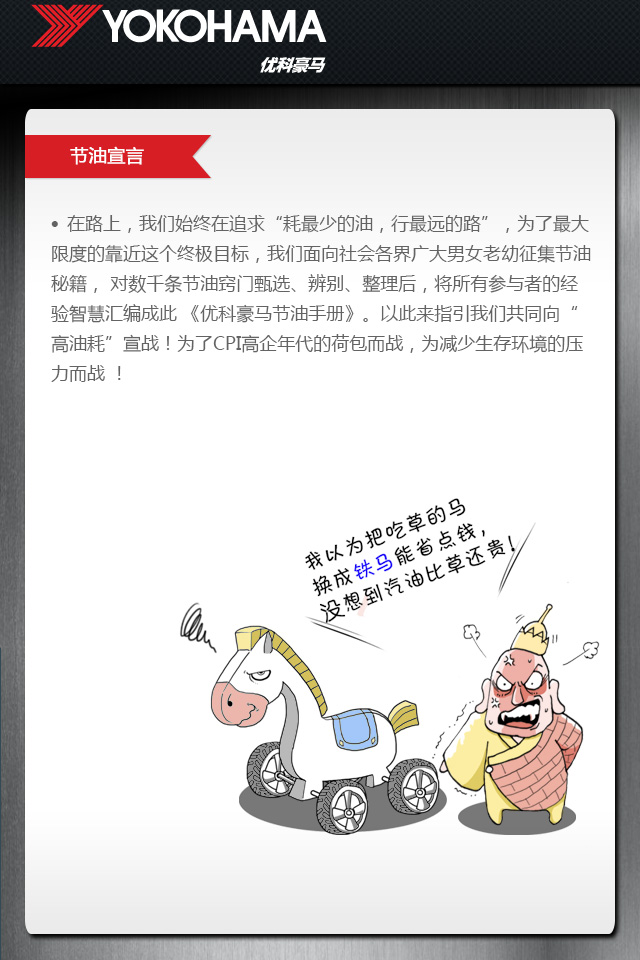 YOKOHAMA
优科豪马
节油宣言
• 在路上，我们始终在追求“耗最少的油，行最远的路”，为了最大
限度的靠近这个终极目标，我们面向社会各界广大男女老幼征集节油
秘籍， 对数千条节油窍门甄选、辨别、整理后，将所有参与者的经
验智慧汇编成此 《优科豪马节油手册》。以此来指引我们共同向“
高油耗”宣战！为了CPI高企年代的荷包而战，为减少生存环境的压
力而战 ！
我以为把吃草的马
换成铁马能省点钱，
没想到汽油比草还贵！